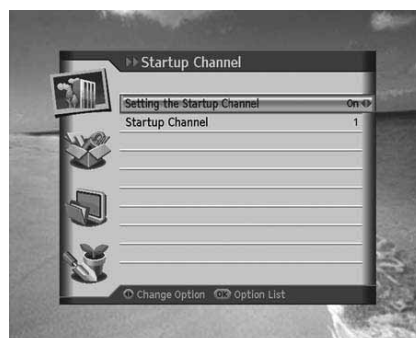 Startup Channel
Setting the Startup Channel On
Startup Channel 1
Change Option OK Option List